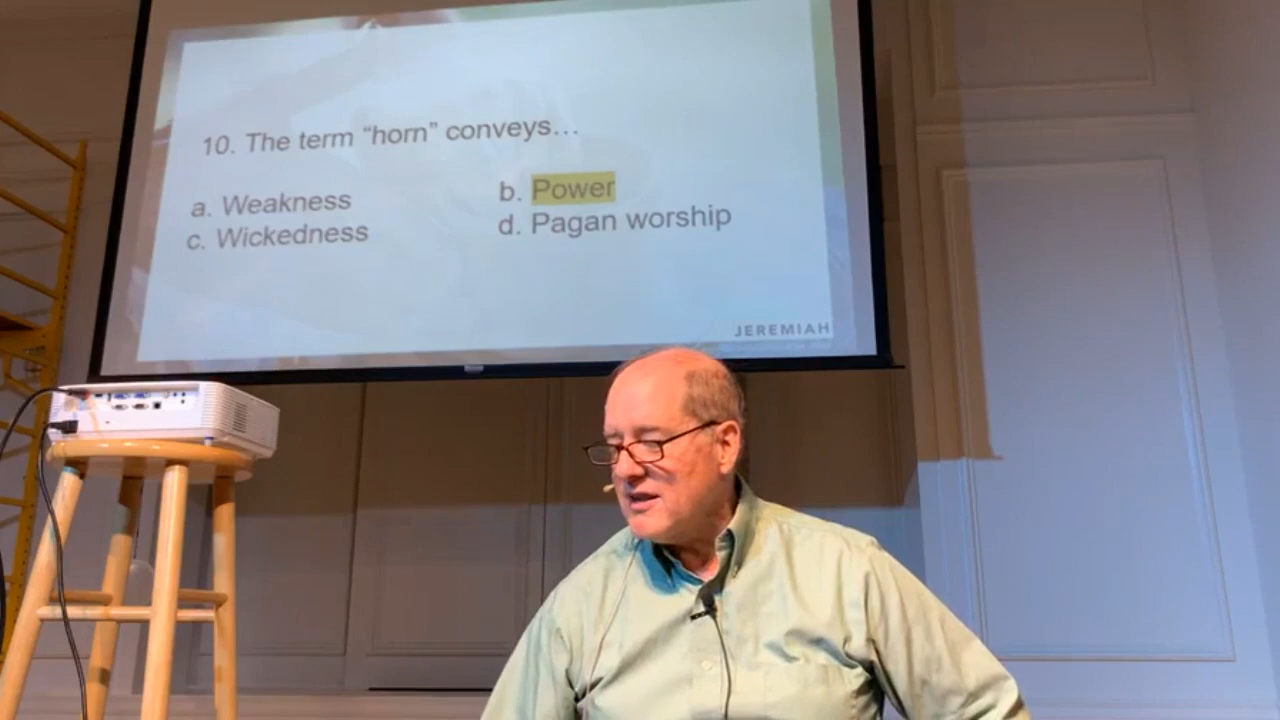 10. The term “horn” conveys…
a. Weakness
b. Power
c. Wickedness
d. Pagan worship
JEREMIAH